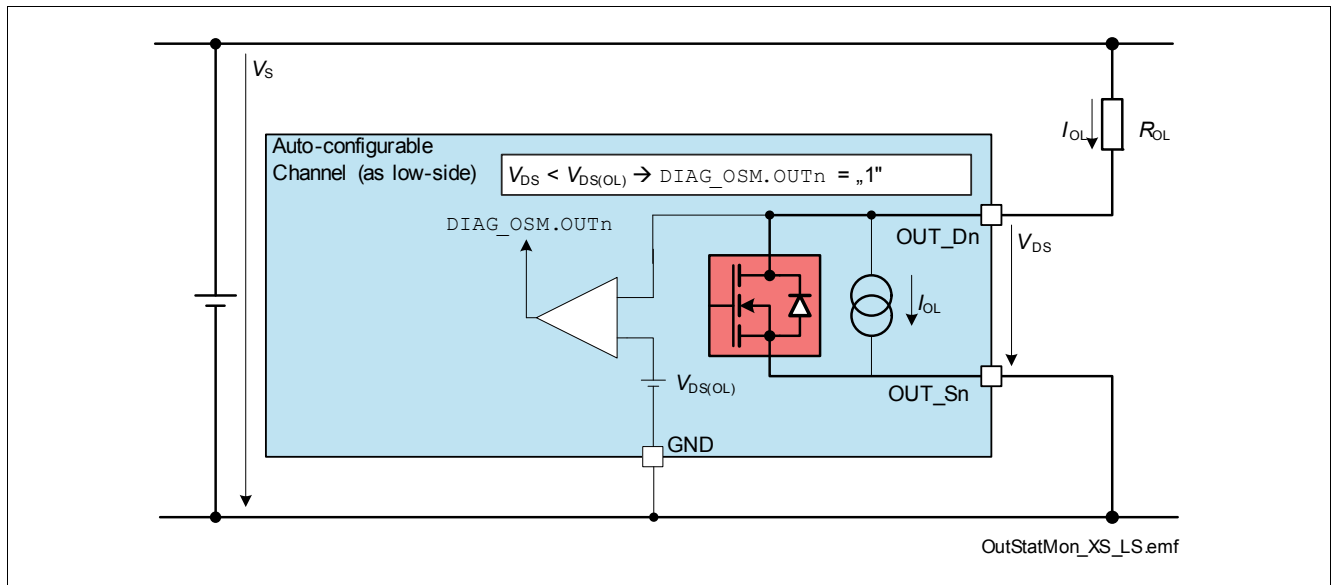 VS
Auto-configurable
Channel (as low-side)
VDS < VDS(OL) → DIAG_OSM.OUTn = „1"
IOL
ROL
DIAG_OSM.OUTn
OUT_Dn
VDS
IOL
VDS(OL)
OUT_Sn
GND
OutStatMon_XS_LS.emf